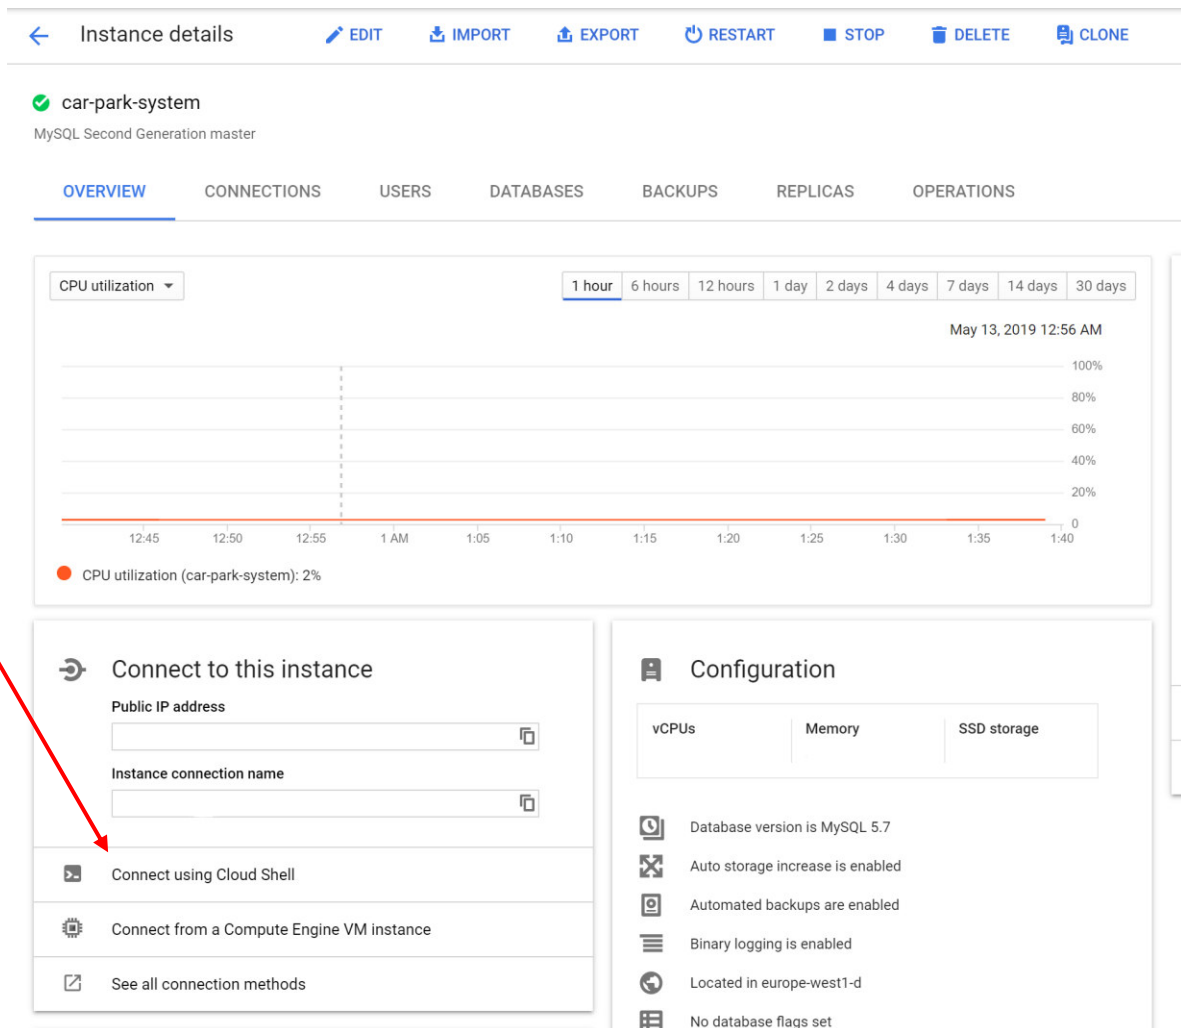 Instance details EDIT IMPORT EXPORT RESTART STOP DELETE CLONE
car-park-system
MySQL Second Generation master
OVERVIEW CONNECTIONS USERS DATABASES BACKUPS REPLICAS OPERATIONS
CPU utilization 1 hour 6 hours 12 hours 1 day 2 days 4 days 7 days 14 days 30 days
May 13, 2019 12:56 AM
100%
80%
60%
40%
20%
0
12:45 12:50 12:55 1 AM 1:05 1:10 1:15 1:20 1:25 1:30 1:35 1:40
CPU utilization (car-park-system): 2%
Connect to this instance
Public IP address
Instance connection name
Connect using Cloud Shell
Connect from a Compute Engine VM instance
See all connection methods
Configuration
vCPUs Memory SSD storage
Database version is MySQL 5.7
Auto storage increase is enabled
Automated backups are enabled
Binary logging is enabled
Located in europe-west1-d
No database flags set